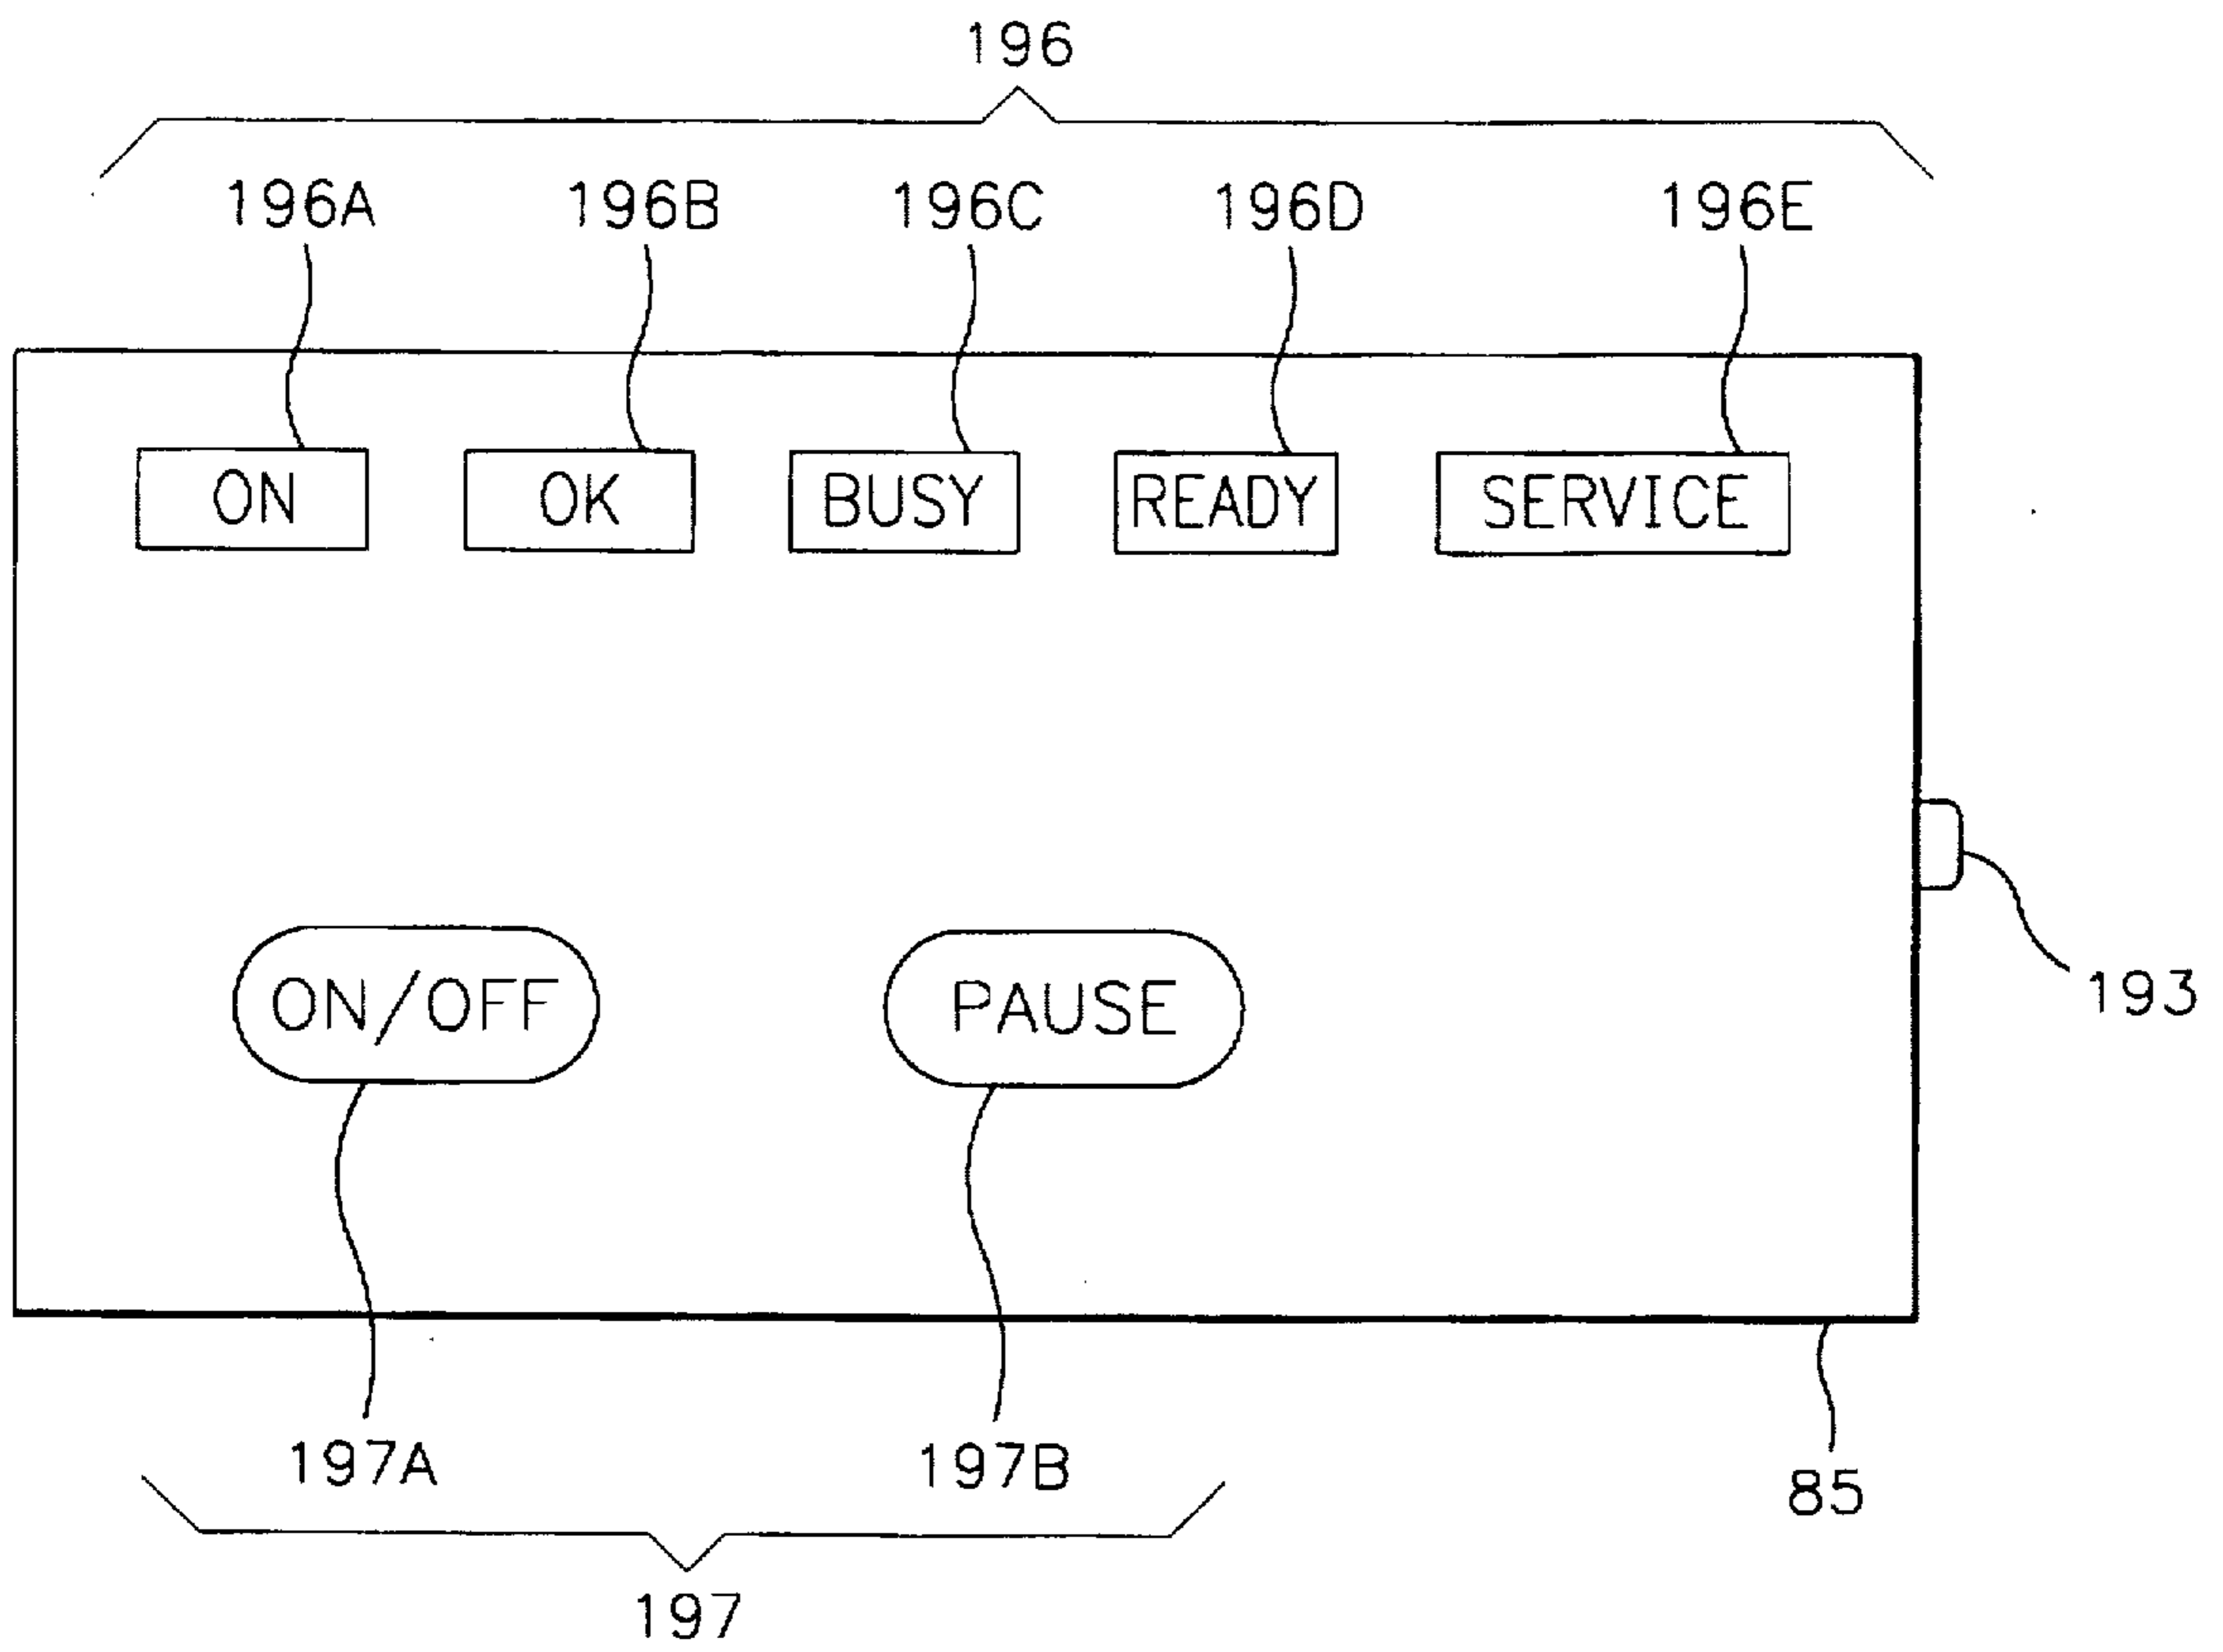 196
196A 196B 196C 196D 196E
ON OK BUSY READY SERVICE
193
ON/OFF PAUSE
197A 197B
85
197